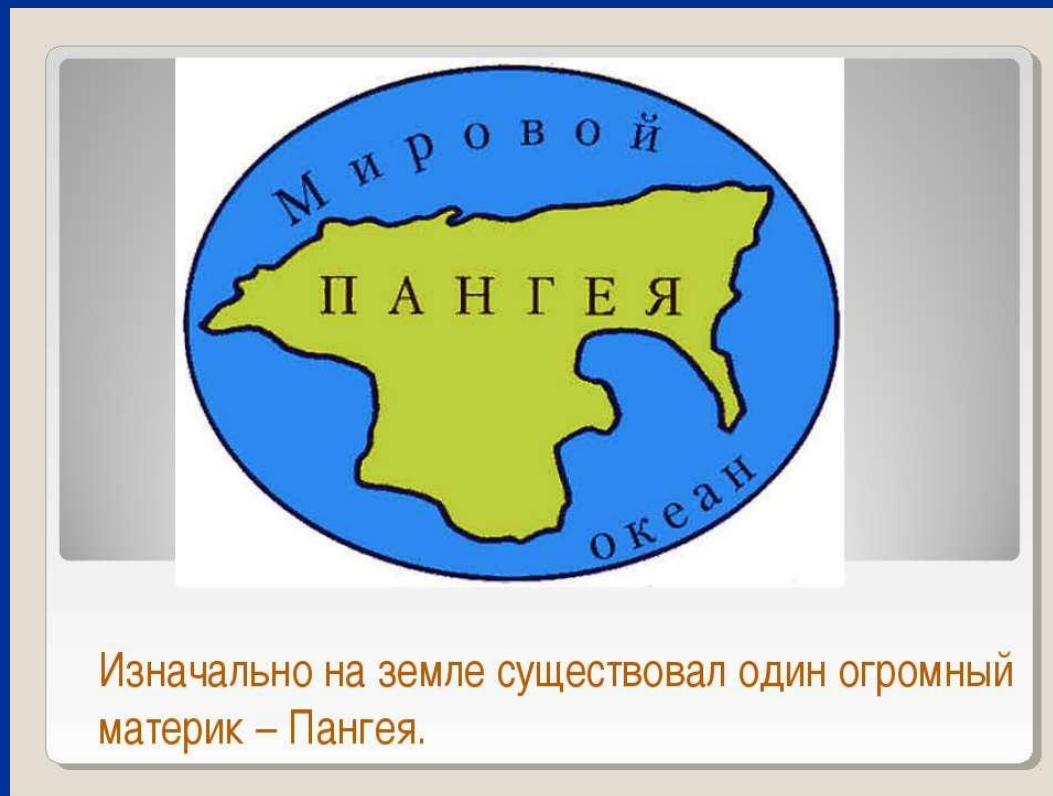 Мировой
ПАНГЕЯ
океан
Изначально на земле существовал один огромный
материк – Пангея.